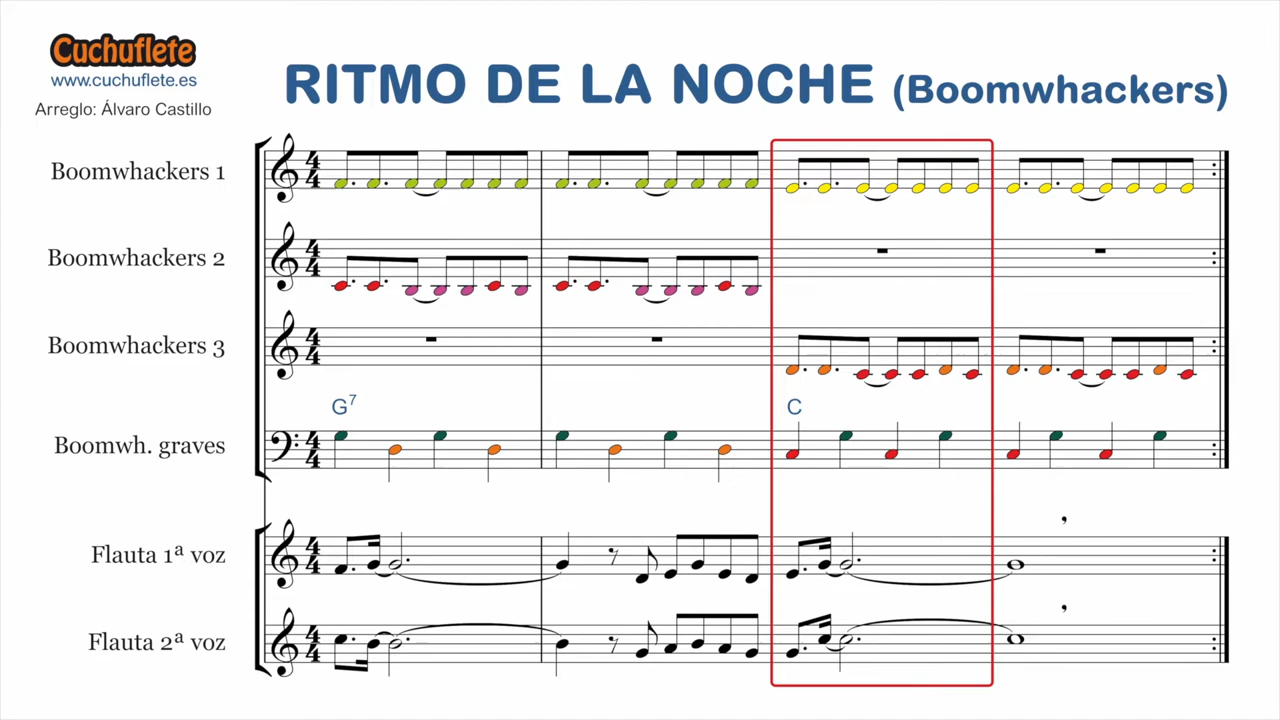 Cuchuflete
www.cuchuflete.es
Arreglo: Álvaro Castillo
RITMO DE LA NOCHE (Boomwhackers)
Boomwhackers 1
Boomwhackers 2
Boomwhackers 3
G7
C
Boomwh. graves
Flauta 1ª voz
Flauta 2ª voz